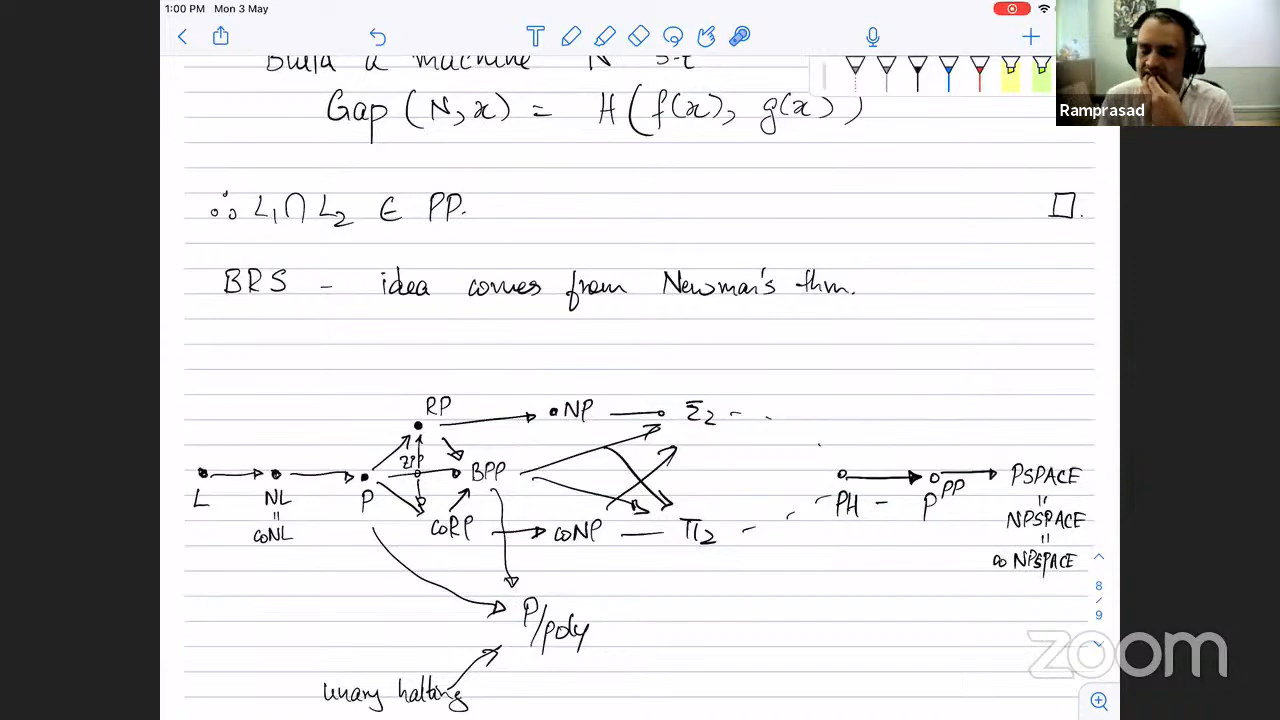 1:00 PM Mon 3 May
Build a machine N s.t
Gap (N, x) = H(f(x), g(x))
Ramprasad
∴ L₁∩L₂ ∈ PP.
BRS - idea comes from Newman's thm.
RP NP Σ₂
ZPP
L NL P BPP PH P^PP PSPACE
= coNL coRP coNP Π₂ = NPSPACE
= coNPSPACE
8 / 9
P/poly
unary halting
zoom